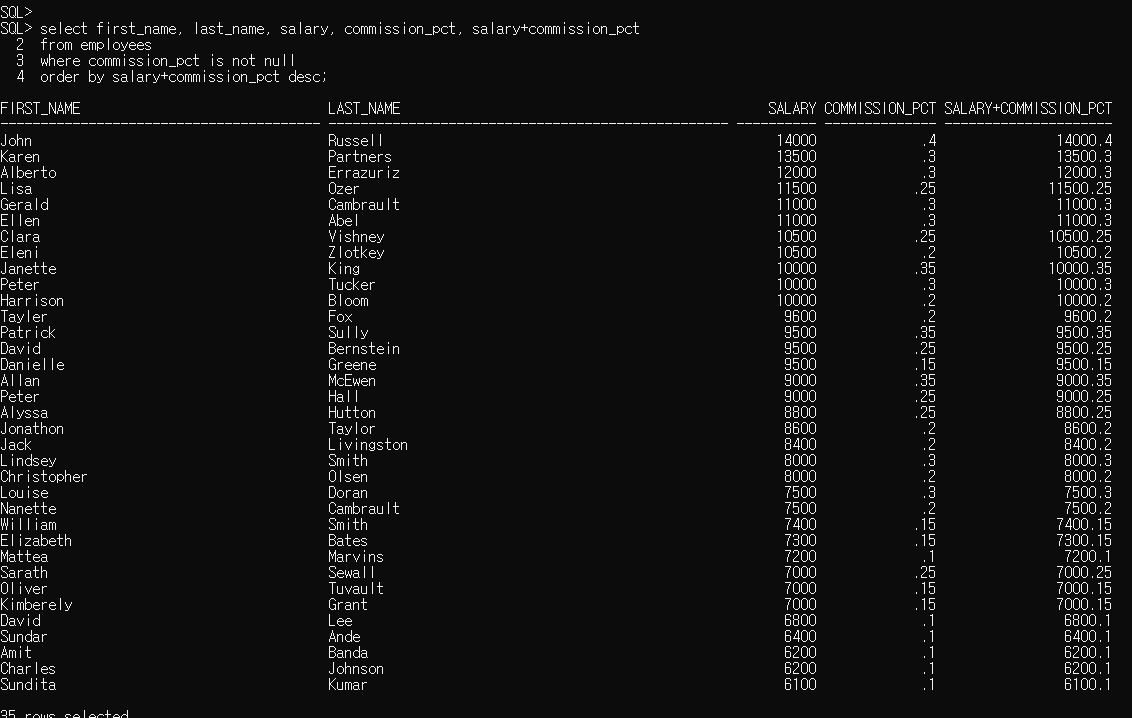 SQL>
SQL> select first_name, last_name, salary, commission_pct, salary+commission_pct
  2  from employees
  3  where commission_pct is not null
  4  order by salary+commission_pct desc;
FIRST_NAME LAST_NAME SALARY COMMISSION_PCT SALARY+COMMISSION_PCT
---------------------------------------- -------------------------------------------------- ---------- -------------- ---------------------
John Russell 14000 .4 14000.4
Karen Partners 13500 .3 13500.3
Alberto Errazuriz 12000 .3 12000.3
Lisa Ozer 11500 .25 11500.25
Gerald Cambrault 11000 .3 11000.3
Ellen Abel 11000 .3 11000.3
Clara Vishney 10500 .25 10500.25
Eleni Zlotkey 10500 .2 10500.2
Janette King 10000 .35 10000.35
Peter Tucker 10000 .3 10000.3
Harrison Bloom 10000 .2 10000.2
Tayler Fox 9600 .2 9600.2
Patrick Sully 9500 .35 9500.35
David Bernstein 9500 .25 9500.25
Danielle Greene 9500 .15 9500.15
Allan McEwen 9000 .35 9000.35
Peter Hall 9000 .25 9000.25
Alyssa Hutton 8800 .25 8800.25
Jonathon Taylor 8600 .2 8600.2
Jack Livingston 8400 .2 8400.2
Lindsey Smith 8000 .3 8000.3
Christopher Olsen 8000 .2 8000.2
Louise Doran 7500 .3 7500.3
Nanette Cambrault 7500 .2 7500.2
William Smith 7400 .15 7400.15
Elizabeth Bates 7300 .15 7300.15
Mattea Marvins 7200 .1 7200.1
Sarath Sewall 7000 .25 7000.25
Oliver Tuvault 7000 .15 7000.15
Kimberely Grant 7000 .15 7000.15
David Lee 6800 .1 6800.1
Sundar Ande 6400 .1 6400.1
Amit Banda 6200 .1 6200.1
Charles Johnson 6200 .1 6200.1
Sundita Kumar 6100 .1 6100.1
35 rows selected